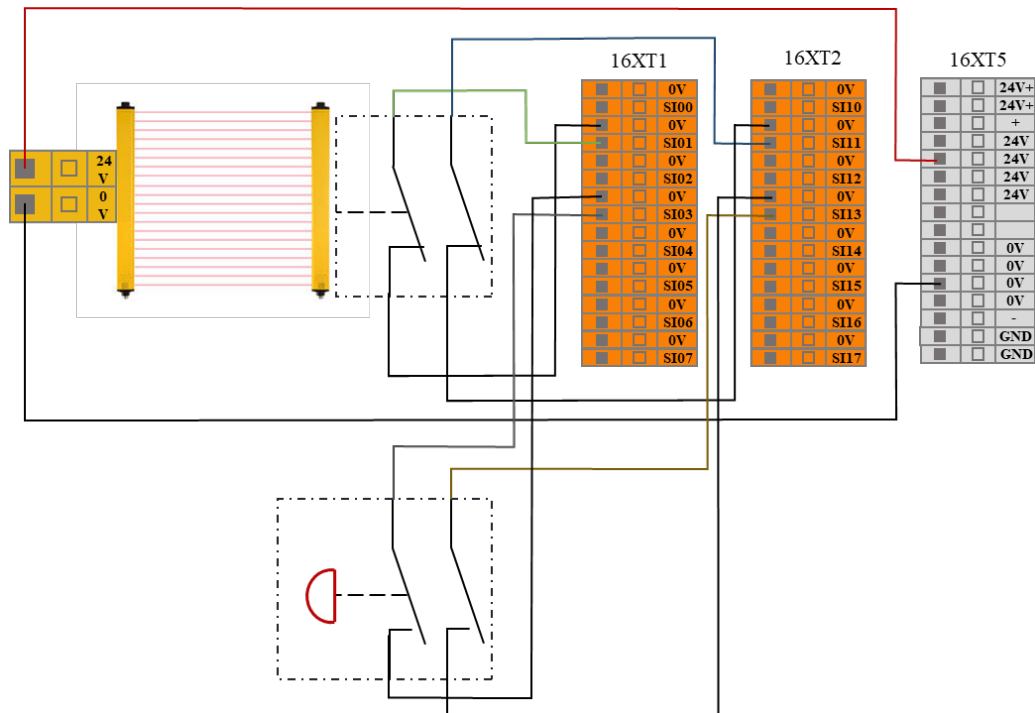 16XT1
16XT2
16XT5
24
V
0
V
0V
SI00
0V
SI01
0V
SI02
0V
SI03
0V
SI04
0V
SI05
0V
SI06
0V
SI07
0V
SI10
0V
SI11
0V
SI12
0V
SI13
0V
SI14
0V
SI15
0V
SI16
0V
SI17
24V+
24V+
+
24V
24V
24V
24V
0V
0V
0V
0V
-
GND
GND